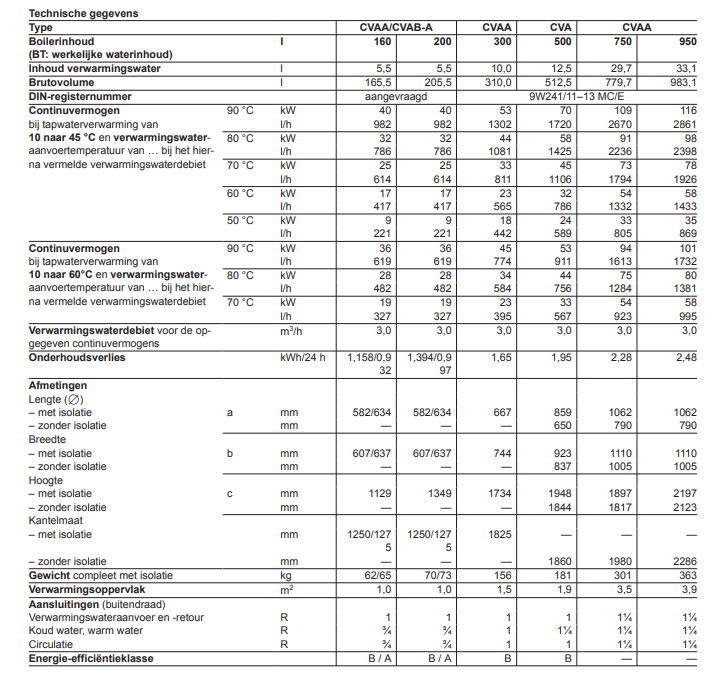 Technische gegevens
Type CVAA/CVAB-A CVAA CVA CVAA
Boilerinhoud l 160 200 300 500 750 950
(BT: werkelijke waterinhoud)
Inhoud verwarmingswater l 5,5 5,5 10,0 12,5 29,7 33,1
Brutovolume l 165,5 205,5 310,0 512,5 779,7 983,1
DIN-registernummer aangevraagd 9W241/11–13 MC/E
Continuvermogen 90 °C kW 40 40 53 70 109 116
bij tapwaterverwarming van l/h 982 982 1302 1720 2670 2861
10 naar 45 °C en verwarmingswater- 80 °C kW 32 32 44 58 91 98
aanvoertemperatuur van … bij het hier- l/h 786 786 1081 1425 2236 2398
na vermelde verwarmingswaterdebiet 70 °C kW 25 25 33 45 73 78
l/h 614 614 811 1106 1794 1926
60 °C kW 17 17 23 32 54 58
l/h 417 417 565 786 1332 1433
50 °C kW 9 9 18 24 33 35
l/h 221 221 442 589 805 869
Continuvermogen 90 °C kW 36 36 45 53 94 101
bij tapwaterverwarming van l/h 619 619 774 911 1613 1732
10 naar 60°C en verwarmingswater- 80 °C kW 28 28 34 44 75 80
aanvoertemperatuur van … bij het hier- l/h 482 482 584 756 1284 1381
na vermelde verwarmingswaterdebiet 70 °C kW 19 19 23 33 54 58
l/h 327 327 395 567 923 995
Verwarmingswaterdebiet voor de op- m³/h 3,0 3,0 3,0 3,0 3,0 3,0
gegeven continuvermogens
Onderhoudsverlies kWh/24 h 1,158/0,9 1,394/0,9 1,65 1,95 2,28 2,48
32 97
Afmetingen
Lengte (∅)
– met isolatie a mm 582/634 582/634 667 859 1062 1062
– zonder isolatie mm — — — 650 790 790
Breedte
– met isolatie b mm 607/637 607/637 744 923 1110 1110
– zonder isolatie mm — — — 837 1005 1005
Hoogte
– met isolatie c mm 1129 1349 1734 1948 1897 2197
– zonder isolatie mm — — — 1844 1817 2123
Kantelmaat
– met isolatie mm 1250/127 1250/127 1825 — — —
5 5
– zonder isolatie mm — — — 1860 1980 2286
Gewicht compleet met isolatie kg 62/65 70/73 156 181 301 363
Verwarmingsoppervlak m² 1,0 1,0 1,5 1,9 3,5 3,9
Aansluitingen (buitendraad)
Verwarmingswateraanvoer en -retour R 1 1 1 1 1¼ 1¼
Koud water, warm water R ¾ ¾ 1 1¼ 1¼ 1¼
Circulatie R ¾ ¾ 1 1 1¼ 1¼
Energie-efficiëntieklasse B / A B / A B B — —